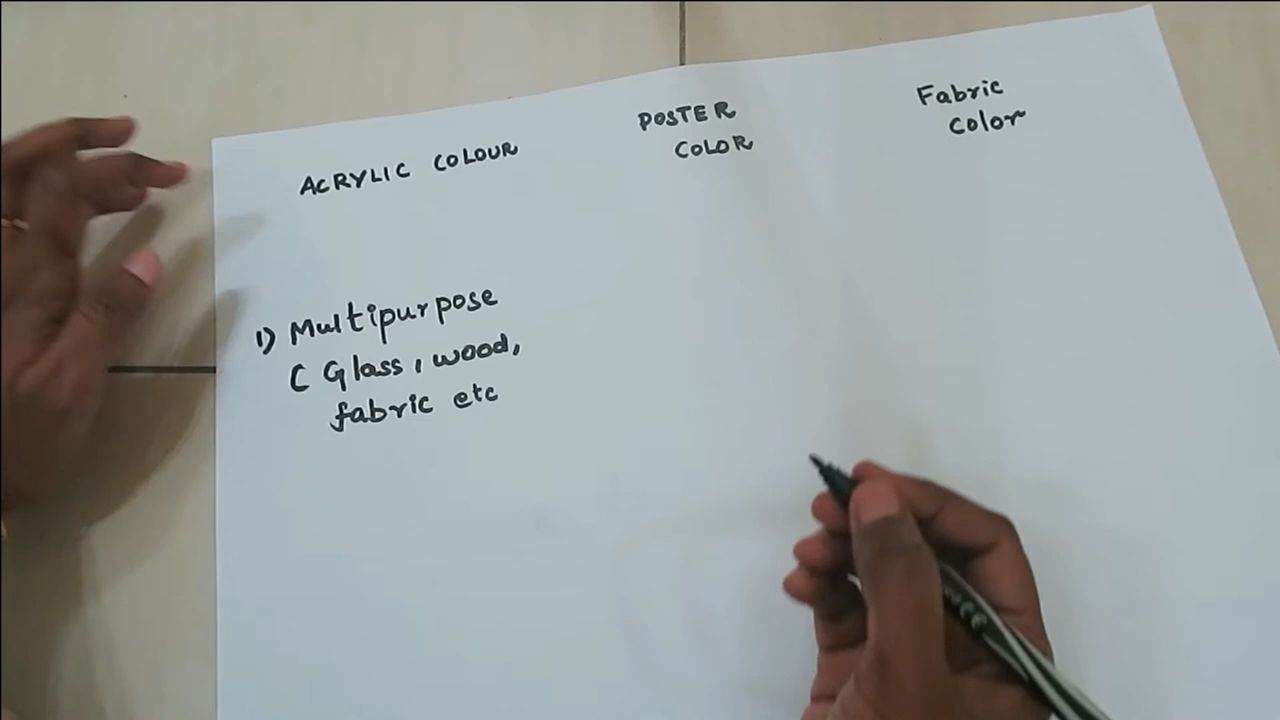 ACRYLIC COLOUR
POSTER
COLOR
Fabric
color
1) Multipurpose
( Glass, wood,
fabric etc